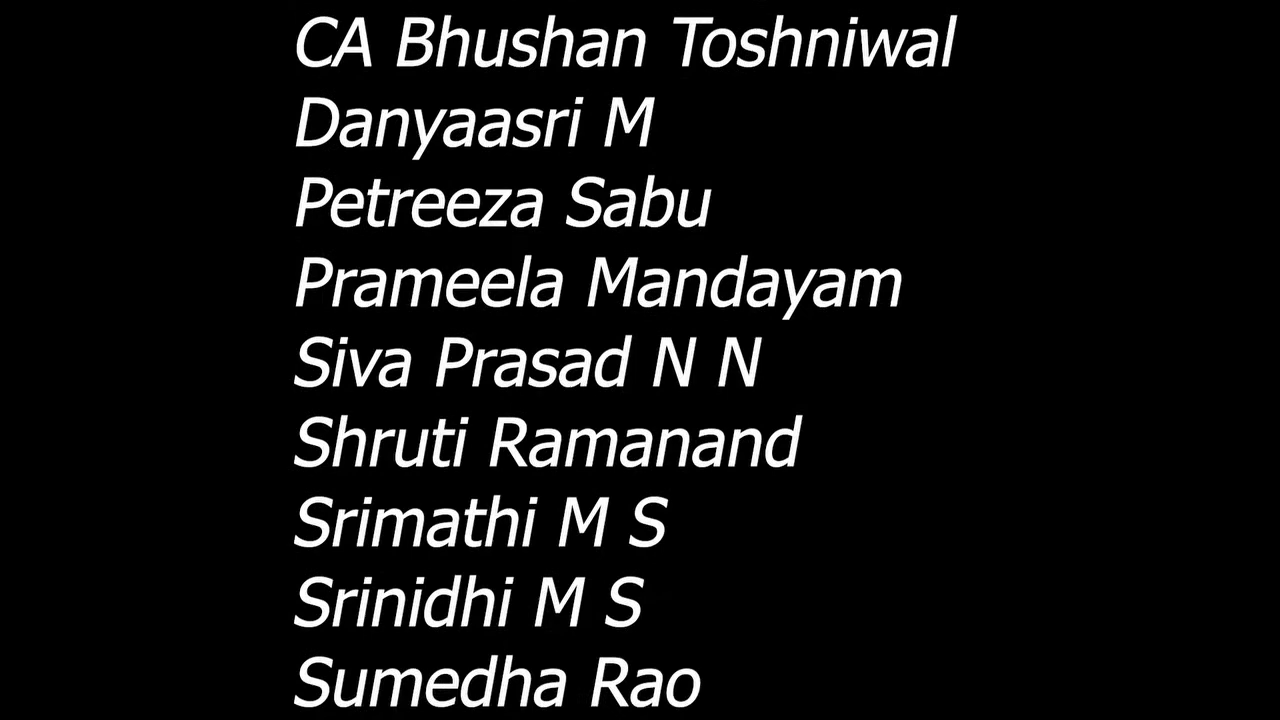 CA Bhushan Toshniwal
Danyaasri M
Petreeza Sabu
Prameela Mandayam
Siva Prasad N N
Shruti Ramanand
Srimathi M S
Srinidhi M S
Sumedha Rao